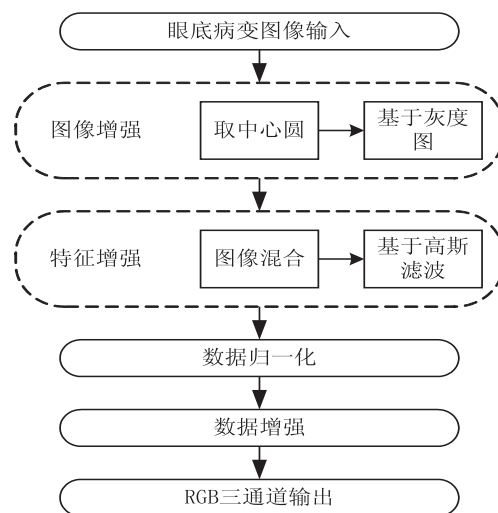 眼底病变图像输入
图像增强
取中心圆
基于灰度
图
特征增强
图像混合
基于高斯
滤波
数据归一化
数据增强
RGB三通道输出